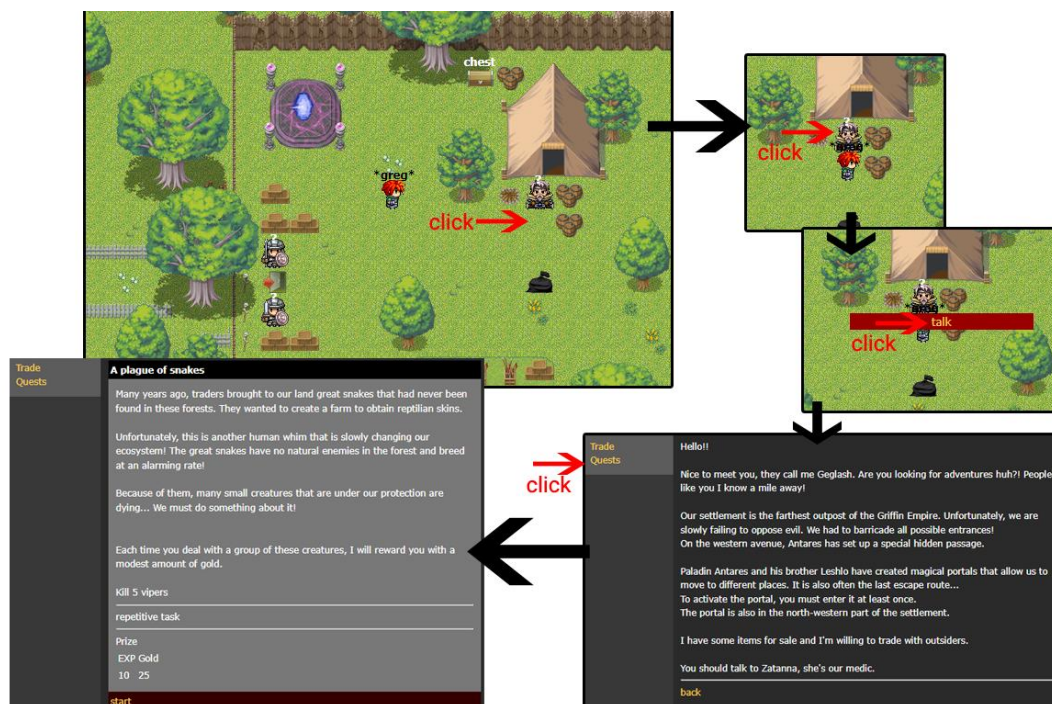 chest
*greg*
click
click
talk
click
Trade
Quests
click
Hello!!
Nice to meet you, they call me Geglash. Are you looking for adventures huh?! People
like you I know a mile away!
Our settlement is the farthest outpost of the Griffin Empire. Unfortunately, we are
slowly failing to oppose evil. We had to barricade all possible entrances!
On the western avenue, Antares has set up a special hidden passage.
Paladin Antares and his brother Leshlo have created magical portals that allow us to
move to different places. It is also often the last escape route...
To activate the portal, you must enter it at least once.
The portal is also in the north-western part of the settlement.
I have some items for sale and I'm willing to trade with outsiders.
You should talk to Zatanna, she's our medic.
back
Trade
Quests
A plague of snakes
Many years ago, traders brought to our land great snakes that had never been
found in these forests. They wanted to create a farm to obtain reptilian skins.
Unfortunately, this is another human whim that is slowly changing our
ecosystem! The great snakes have no natural enemies in the forest and breed
at an alarming rate!
Because of them, many small creatures that are under our protection are
dying... We must do something about it!
Each time you deal with a group of these creatures, I will reward you with a
modest amount of gold.
Kill 5 vipers
repetitive task
Prize
EXP Gold
10 25
start